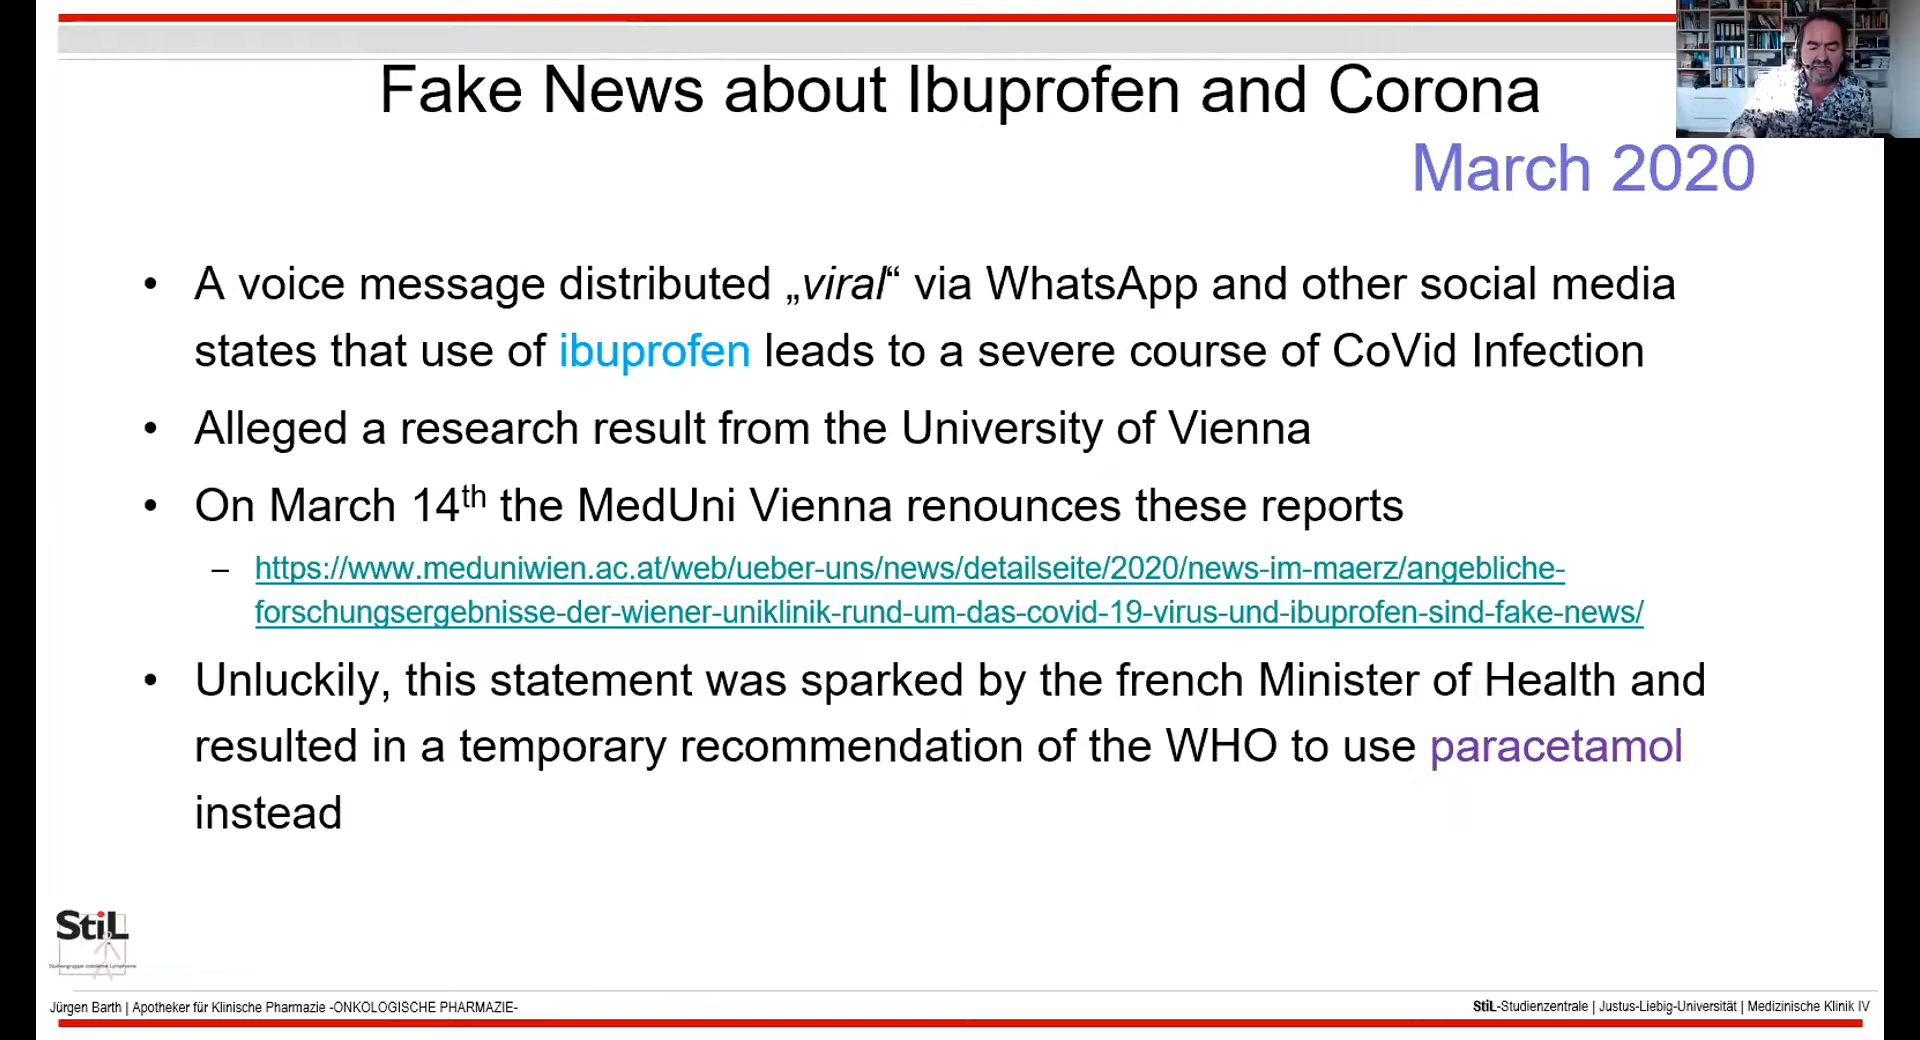 Fake News about Ibuprofen and Corona
March 2020
• A voice message distributed „viral“ via WhatsApp and other social media
states that use of ibuprofen leads to a severe course of CoVid Infection
• Alleged a research result from the University of Vienna
• On March 14th the MedUni Vienna renounces these reports
– https://www.meduniwien.ac.at/web/ueber-uns/news/detailseite/2020/news-im-maerz/angebliche-
forschungsergebnisse-der-wiener-uniklinik-rund-um-das-covid-19-virus-und-ibuprofen-sind-fake-news/
• Unluckily, this statement was sparked by the french Minister of Health and
resulted in a temporary recommendation of the WHO to use paracetamol
instead
StiL
Studiengruppe indolente Lymphome
Jürgen Barth | Apotheker für Klinische Pharmazie -ONKOLOGISCHE PHARMAZIE-
StiL-Studienzentrale | Justus-Liebig-Universität | Medizinische Klinik IV